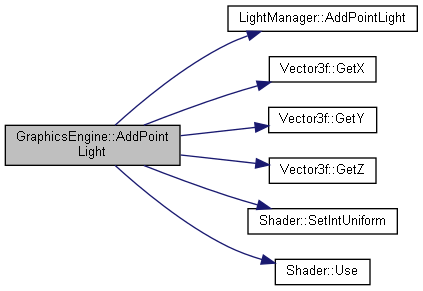 LightManager::AddPointLight
Vector3f::GetX
Vector3f::GetY
GraphicsEngine::AddPoint
Light
Vector3f::GetZ
Shader::SetIntUniform
Shader::Use